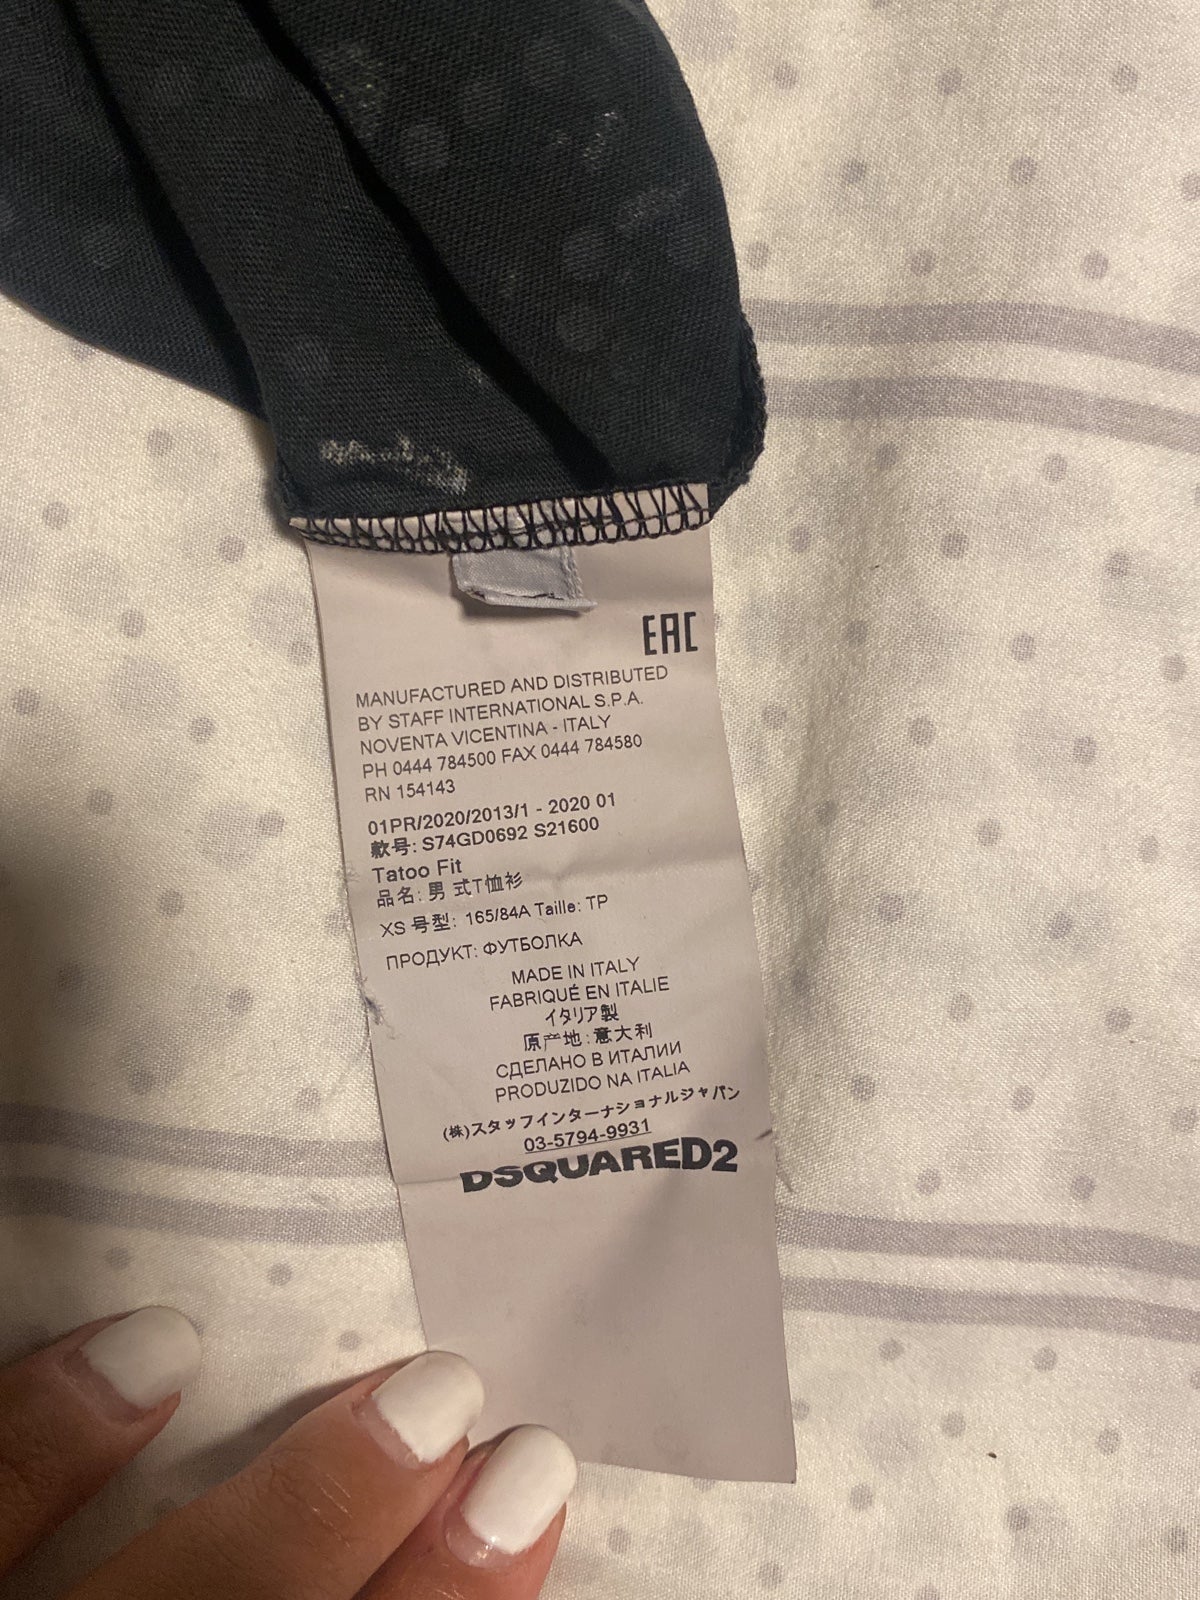 EAC
MANUFACTURED AND DISTRIBUTED
BY STAFF INTERNATIONAL S.P.A.
NOVENTA VICENTINA - ITALY
PH 0444 784500 FAX 0444 784580
RN 154143
01PR/2020/2013/1 - 2020 01
款号: S74GD0692 S21600
Tatoo Fit
品名: 男 式T恤衫
XS 号型: 165/84A Taille: TP
ПРОДУКТ: ФУТБОЛКА
MADE IN ITALY
FABRIQUÉ EN ITALIE
イタリア製
原产地: 意大利
СДЕЛАНО В ИТАЛИИ
PRODUZIDO NA ITALIA
(株)スタッフインターナショナルジャパン
03-5794-9931
DSQUARED2